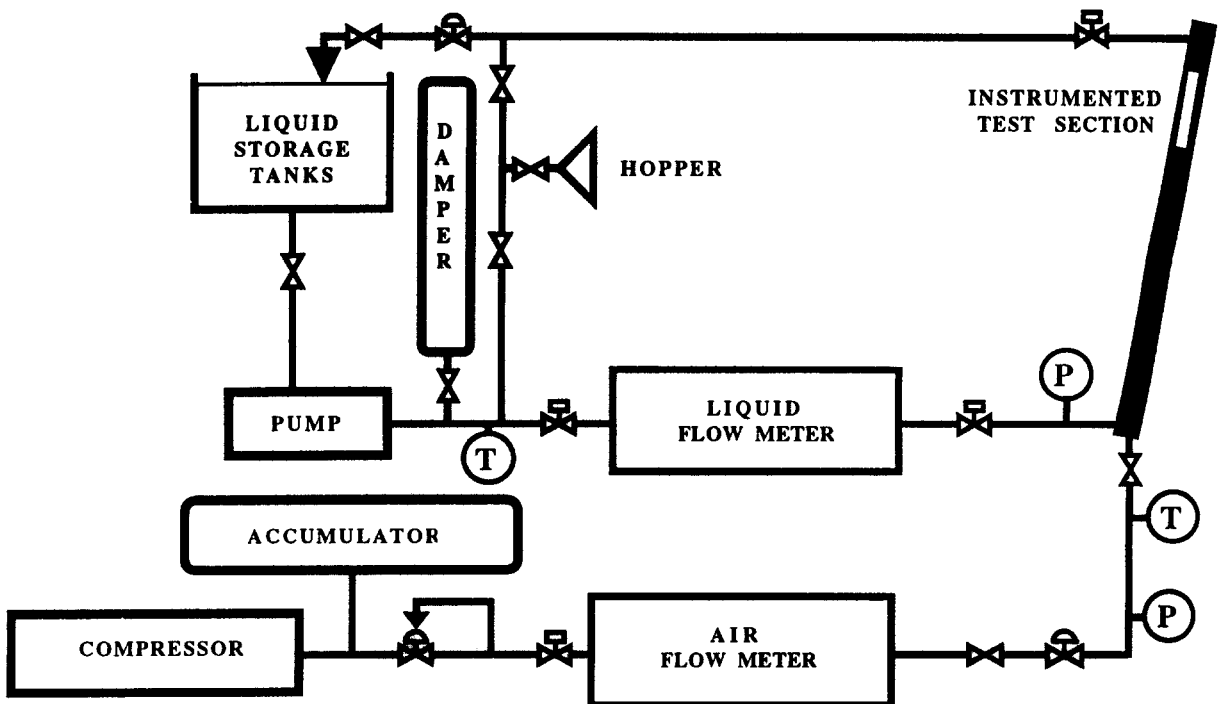 LIQUID
STORAGE
TANKS
D
A
M
P
E
R
HOPPER
INSTRUMENTED
TEST SECTION
PUMP
T
LIQUID
FLOW METER
P
T
P
ACCUMULATOR
COMPRESSOR
AIR
FLOW METER